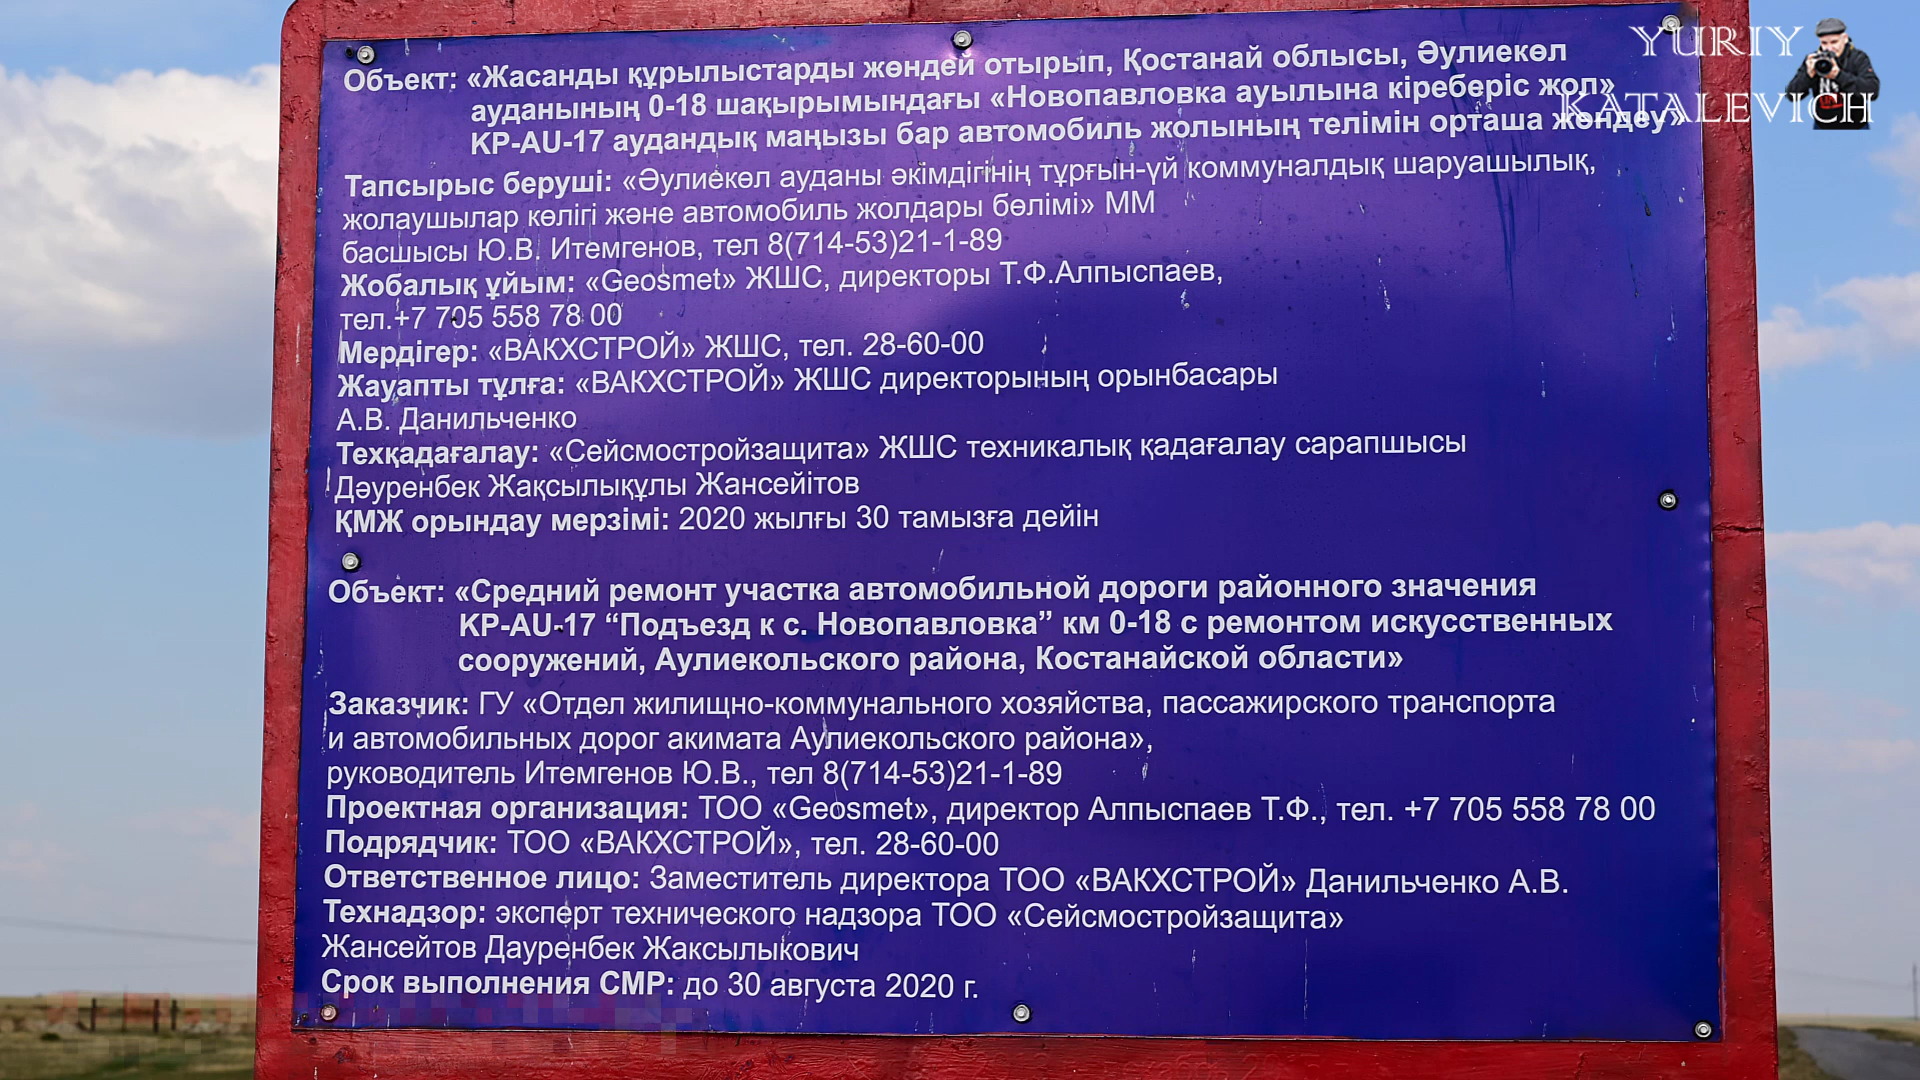 Объект: «Жасанды құрылыстарды жөндей отырып, Қостанай облысы, Әулиекөл
ауданының 0-18 шақырымындағы «Новопавловка ауылына кіреберіс жол»
KP-AU-17 аудандық маңызы бар автомобиль жолының телімін орташа жөндеу»
Тапсырыс беруші: «Әулиекөл ауданы әкімдігінің тұрғын-үй коммуналдық шаруашылық,
жолаушылар көлігі және автомобиль жолдары бөлімі» ММ
басшысы Ю.В. Итемгенов, тел 8(714-53)21-1-89
Жобалық ұйым: «Geosmet» ЖШС, директоры Т.Ф.Алпыспаев,
тел.+7 705 558 78 00
Мердігер: «ВАКХСТРОЙ» ЖШС, тел. 28-60-00
Жауапты тұлға: «ВАКХСТРОЙ» ЖШС директорының орынбасары
А.В. Данильченко
Техқадағалау: «Сейсмостройзащита» ЖШС техникалық қадағалау сарапшысы
Дәуренбек Жақсылықұлы Жансейітов
ҚМЖ орындау мерзімі: 2020 жылғы 30 тамызға дейін
Объект: «Средний ремонт участка автомобильной дороги районного значения
KP-AU-17 “Подъезд к с. Новопавловка” км 0-18 с ремонтом искусственных
сооружений, Аулиекольского района, Костанайской области»
Заказчик: ГУ «Отдел жилищно-коммунального хозяйства, пассажирского транспорта
и автомобильных дорог акимата Аулиекольского района»,
руководитель Итемгенов Ю.В., тел 8(714-53)21-1-89
Проектная организация: ТОО «Geosmet», директор Алпыспаев Т.Ф., тел. +7 705 558 78 00
Подрядчик: ТОО «ВАКХСТРОЙ», тел. 28-60-00
Ответственное лицо: Заместитель директора ТОО «ВАКХСТРОЙ» Данильченко А.В.
Технадзор: эксперт технического надзора ТОО «Сейсмостройзащита»
Жансейтов Дауренбек Жаксылыкович
Срок выполнения СМР: до 30 августа 2020 г.
YURIY
KATALEVICH